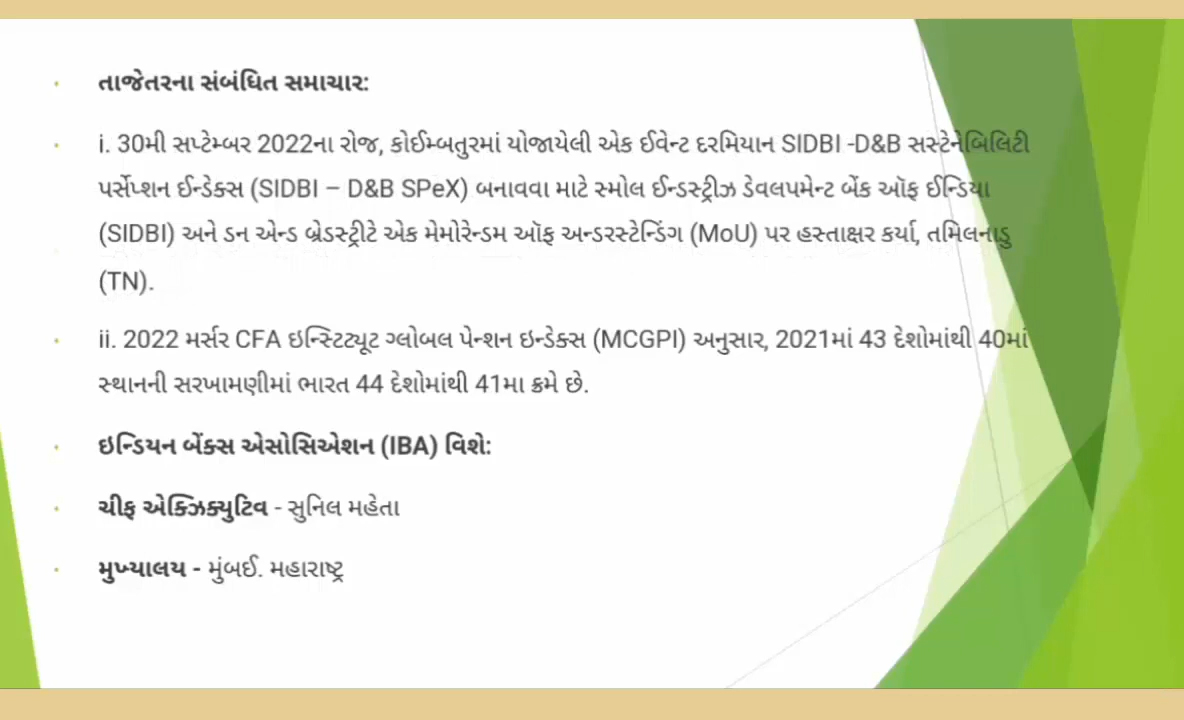 તાજેતરના સંબંધિત સમાચાર:
i. 30મી સપ્ટેમ્બર 2022ના રોજ, કોઈમ્બતુરમાં યોજાયેલી એક ઈવેન્ટ દરમિયાન SIDBI -D&B સસ્ટેનેબિલિટી
પર્સેપ્શન ઈન્ડેક્સ (SIDBI – D&B SPeX) બનાવવા માટે સ્મોલ ઈન્ડસ્ટ્રીઝ ડેવલપમેન્ટ બેંક ઑફ ઈન્ડિયા
(SIDBI) અને ડન એન્ડ બ્રેડસ્ટ્રીટે એક મેમોરેન્ડમ ઑફ અન્ડરસ્ટેન્ડિંગ (MoU) પર હસ્તાક્ષર કર્યા, તમિલનાડુ
(TN).
ii. 2022 મર્સર CFA ઇન્સ્ટિટ્યૂટ ગ્લોબલ પેન્શન ઇન્ડેક્સ (MCGPI) અનુસાર, 2021માં 43 દેશોમાંથી 40માં
સ્થાનની સરખામણીમાં ભારત 44 દેશોમાંથી 41મા ક્રમે છે.
ઇન્ડિયન બેંક્સ એસોસિએશન (IBA) વિશે:
ચીફ એક્ઝિક્યુટિવ - સુનિલ મહેતા
મુખ્યાલય - મુંબઈ. મહારાષ્ટ્ર